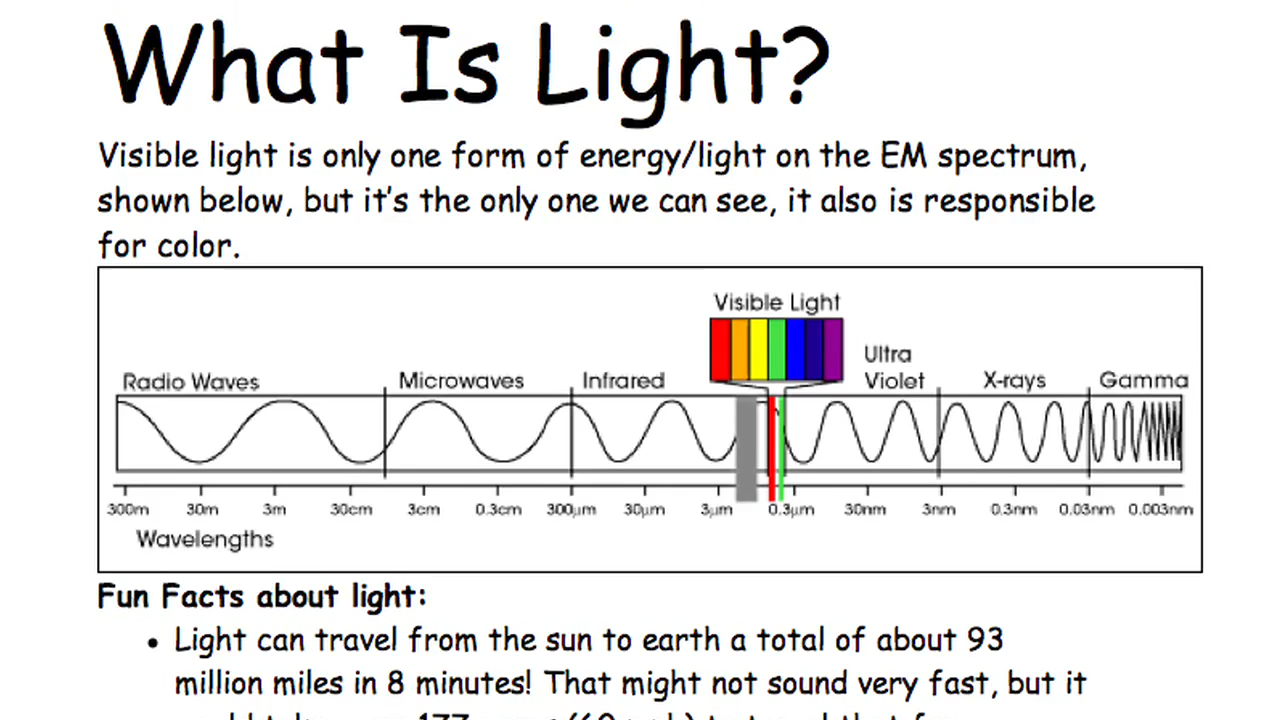 What Is Light?
Visible light is only one form of energy/light on the EM spectrum,
shown below, but it's the only one we can see, it also is responsible
for color.
Visible Light
Ultra
Radio Waves Microwaves Infrared Violet X-rays Gamma
300m 30m 3m 30cm 3cm 0.3cm 300μm 30μm 3μm 0.3μm 30nm 3nm 0.3nm 0.03nm 0.003nm
Wavelengths
Fun Facts about light:
• Light can travel from the sun to earth a total of about 93
million miles in 8 minutes! That might not sound very fast, but it